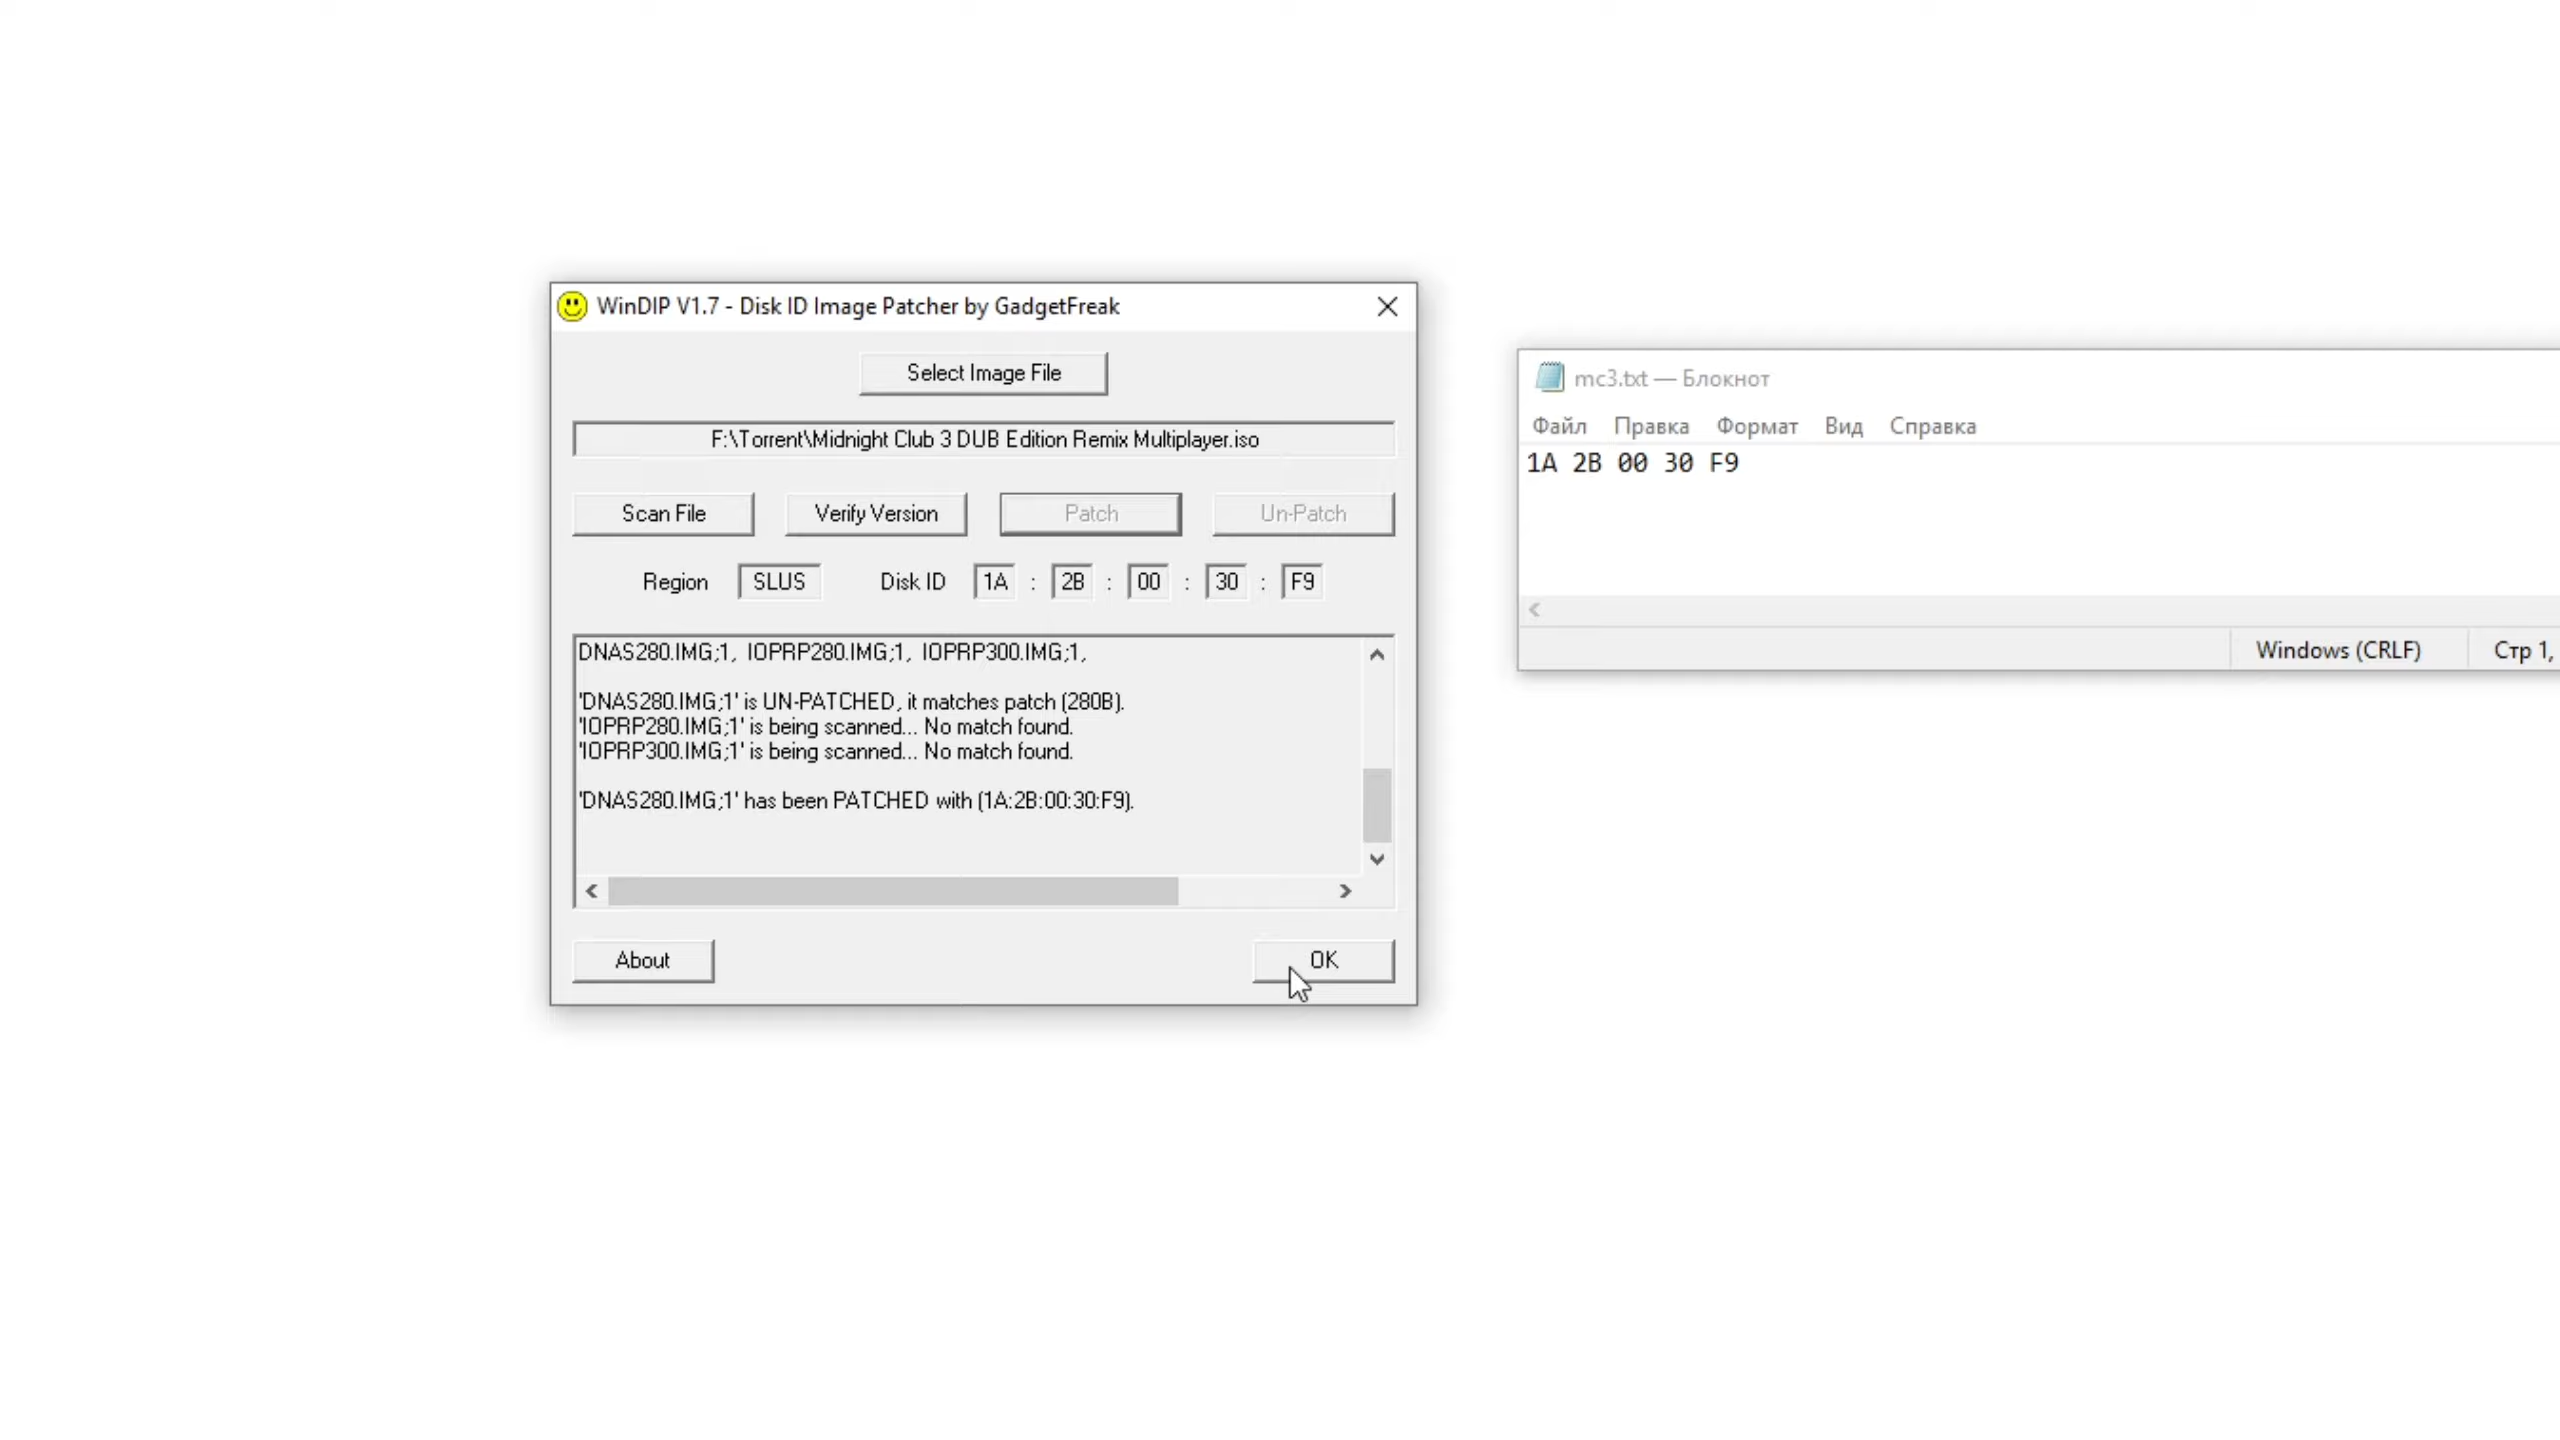 WinDIP V1.7 - Disk ID Image Patcher by GadgetFreak
Select Image File
F:\Torrent\Midnight Club 3 DUB Edition Remix Multiplayer.iso
Scan File Verify Version Patch Un-Patch
Region SLUS Disk ID 1A : 2B : 00 : 30 : F9
DNAS280.IMG;1, IOPRP280.IMG;1, IOPRP300.IMG;1,
'DNAS280.IMG;1' is UN-PATCHED, it matches patch (280B).
'IOPRP280.IMG;1' is being scanned... No match found.
'IOPRP300.IMG;1' is being scanned... No match found.
'DNAS280.IMG;1' has been PATCHED with (1A:2B:00:30:F9).
About OK
mc3.txt — Блокнот
Файл Правка Формат Вид Справка
1A 2B 00 30 F9
Windows (CRLF) Стр 1,